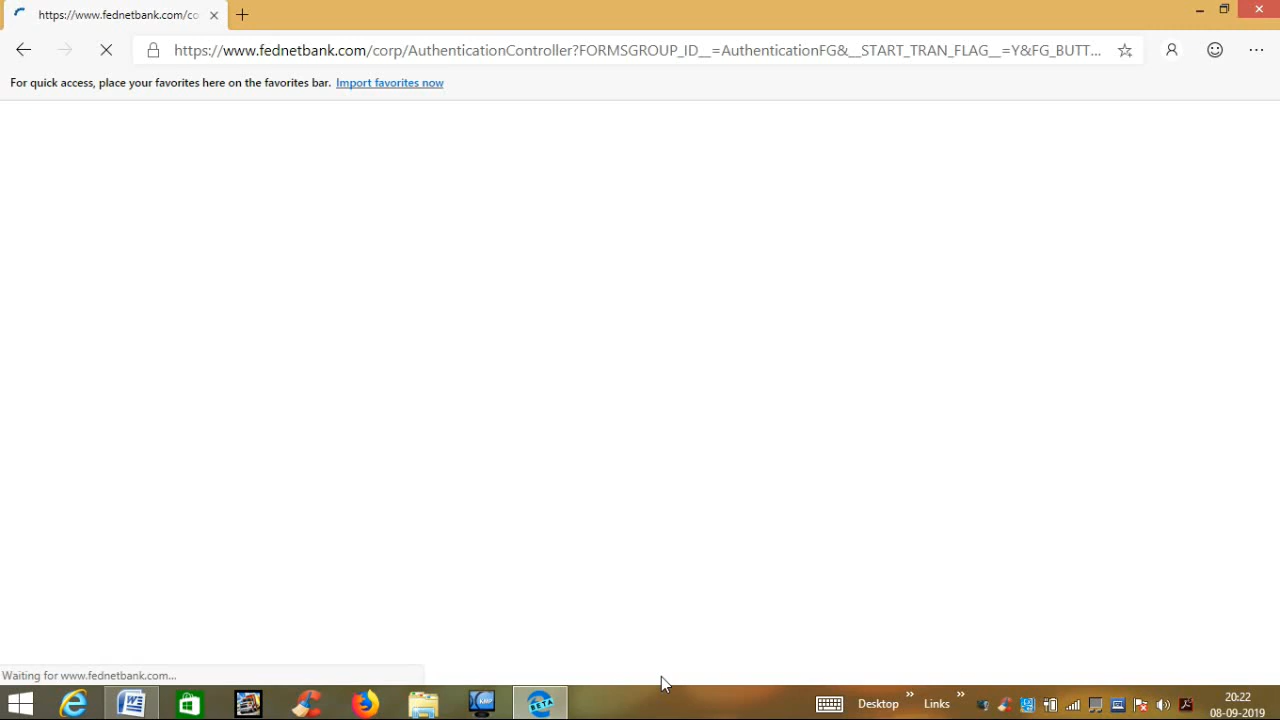 https://www.fednetbank.com/co
https://www.fednetbank.com/corp/AuthenticationController?FORMSGROUP_ID__=AuthenticationFG&__START_TRAN_FLAG__=Y&FG_BUTT...
For quick access, place your favorites here on the favorites bar. Import favorites now
Waiting for www.fednetbank.com...
BETA
Desktop
Links
20:22
08-09-2019